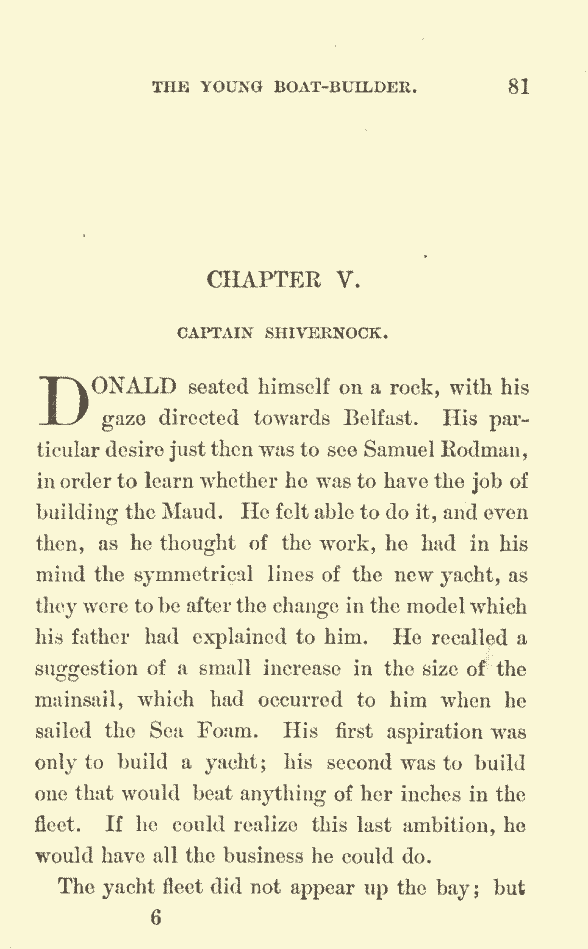 THE YOUNG BOAT-BUILDER. 81
CHAPTER V.
CAPTAIN SHIVERNOCK.
DONALD seated himself on a rock, with his
gaze directed towards Belfast. His par-
ticular desire just then was to see Samuel Rodman,
in order to learn whether he was to have the job of
building the Maud. He felt able to do it, and even
then, as he thought of the work, he had in his
mind the symmetrical lines of the new yacht, as
they were to be after the change in the model which
his father had explained to him. He recalled a
suggestion of a small increase in the size of the
mainsail, which had occurred to him when he
sailed the Sea Foam. His first aspiration was
only to build a yacht; his second was to build
one that would beat anything of her inches in the
fleet. If he could realize this last ambition, he
would have all the business he could do.
The yacht fleet did not appear up the bay; but
6